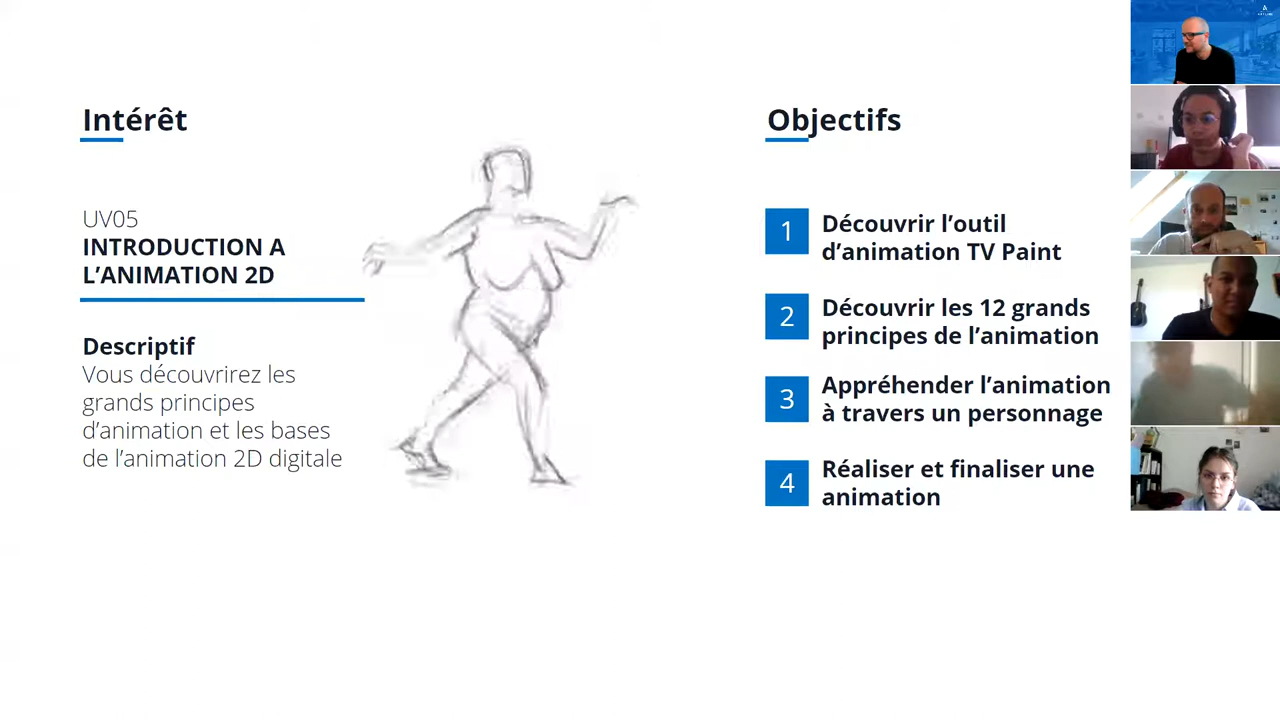 Intérêt
UV05
INTRODUCTION A
L’ANIMATION 2D
Descriptif
Vous découvrirez les
grands principes
d’animation et les bases
de l’animation 2D digitale
Objectifs
1
Découvrir l’outil
d’animation TV Paint
2
Découvrir les 12 grands
principes de l’animation
3
Appréhender l’animation
à travers un personnage
4
Réaliser et finaliser une
animation